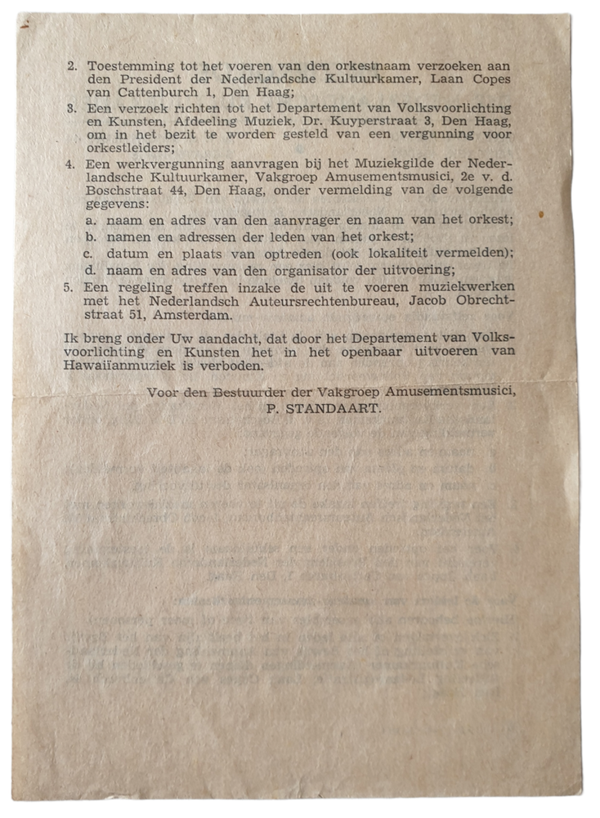 2. Toestemming tot het voeren van den orkestnaam verzoeken aan
den President der Nederlandsche Kultuurkamer, Laan Copes
van Cattenburch 1, Den Haag;
3. Een verzoek richten tot het Departement van Volksvoorlichting
en Kunsten, Afdeeling Muziek, Dr. Kuyperstraat 3, Den Haag,
om in het bezit te worden gesteld van een vergunning voor
orkestleiders;
4. Een werkvergunning aanvragen bij het Muziekgilde der Neder-
landsche Kultuurkamer, Vakgroep Amusementsmusici, 2e v. d.
Boschstraat 44, Den Haag, onder vermelding van de volgende
gegevens:
a. naam en adres van den aanvrager en naam van het orkest;
b. namen en adressen der leden van het orkest;
c. datum en plaats van optreden (ook lokaliteit vermelden);
d. naam en adres van den organisator der uitvoering;
5. Een regeling treffen inzake de uit te voeren muziekwerken
met het Nederlandsch Auteursrechtenbureau, Jacob Obrecht-
straat 51, Amsterdam.
Ik breng onder Uw aandacht, dat door het Departement van Volks-
voorlichting en Kunsten het in het openbaar uitvoeren van
Hawaiïanmuziek is verboden.
Voor den Bestuurder der Vakgroep Amusementsmusici,
P. STANDAART.